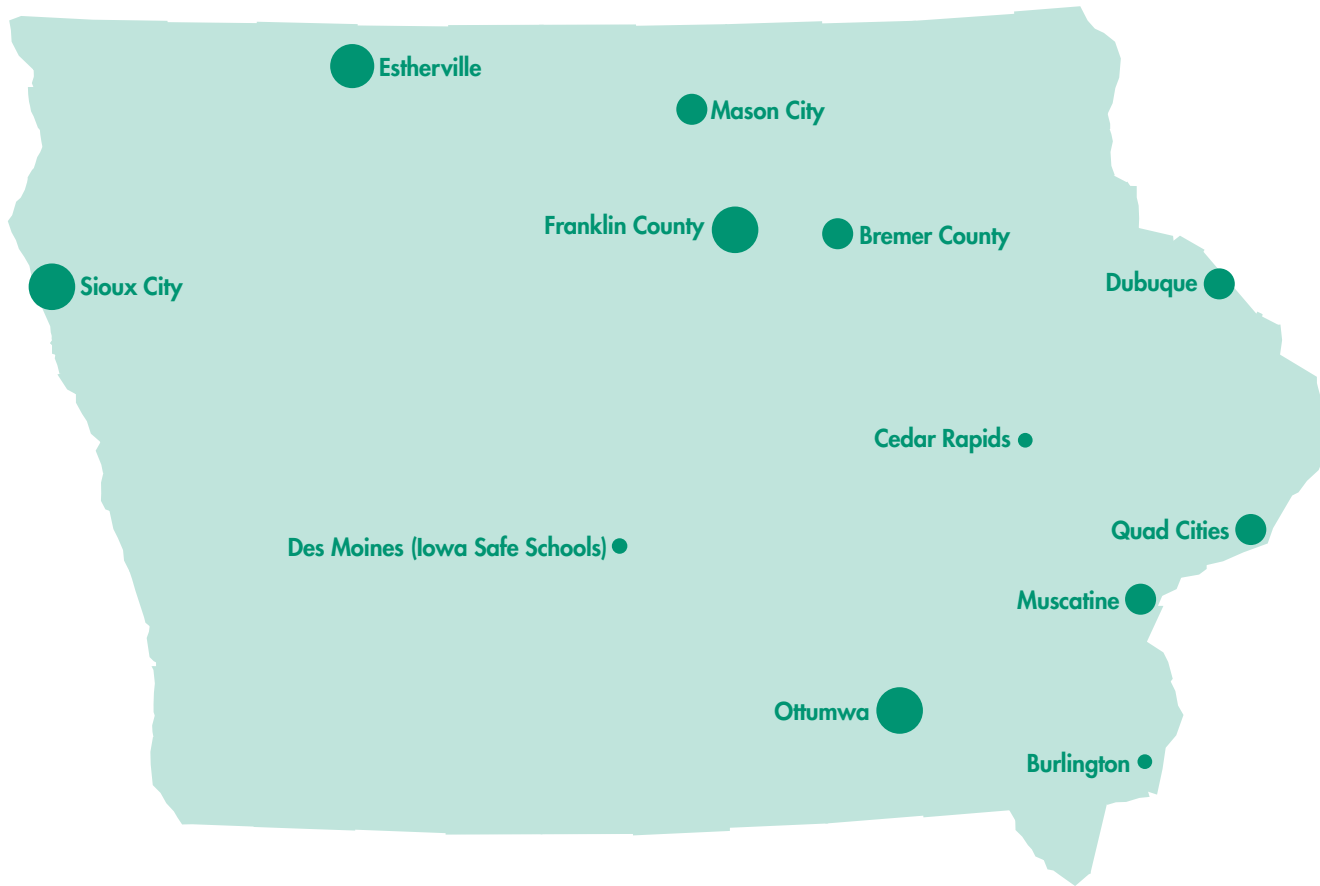 Estherville
Mason City
Franklin County
Bremer County
Dubuque
Sioux City
Cedar Rapids
Quad Cities
Des Moines (Iowa Safe Schools)
Muscatine
Ottumwa
Burlington